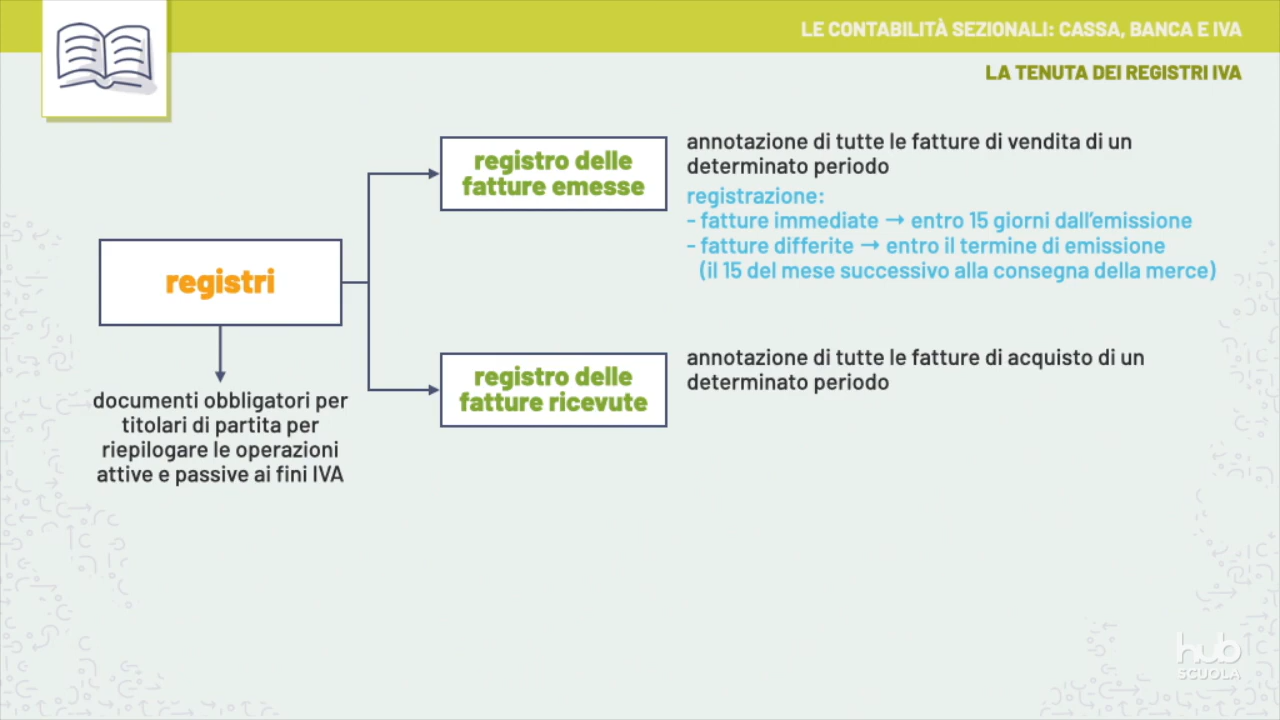 LE CONTABILITÀ SEZIONALI: CASSA, BANCA E IVA
LA TENUTA DEI REGISTRI IVA
registri
documenti obbligatori per
titolari di partita per
riepilogare le operazioni
attive e passive ai fini IVA
registro delle
fatture emesse
annotazione di tutte le fatture di vendita di un
determinato periodo
registrazione:
- fatture immediate → entro 15 giorni dall'emissione
- fatture differite → entro il termine di emissione
(il 15 del mese successivo alla consegna della merce)
registro delle
fatture ricevute
annotazione di tutte le fatture di acquisto di un
determinato periodo
hub
SCUOLA